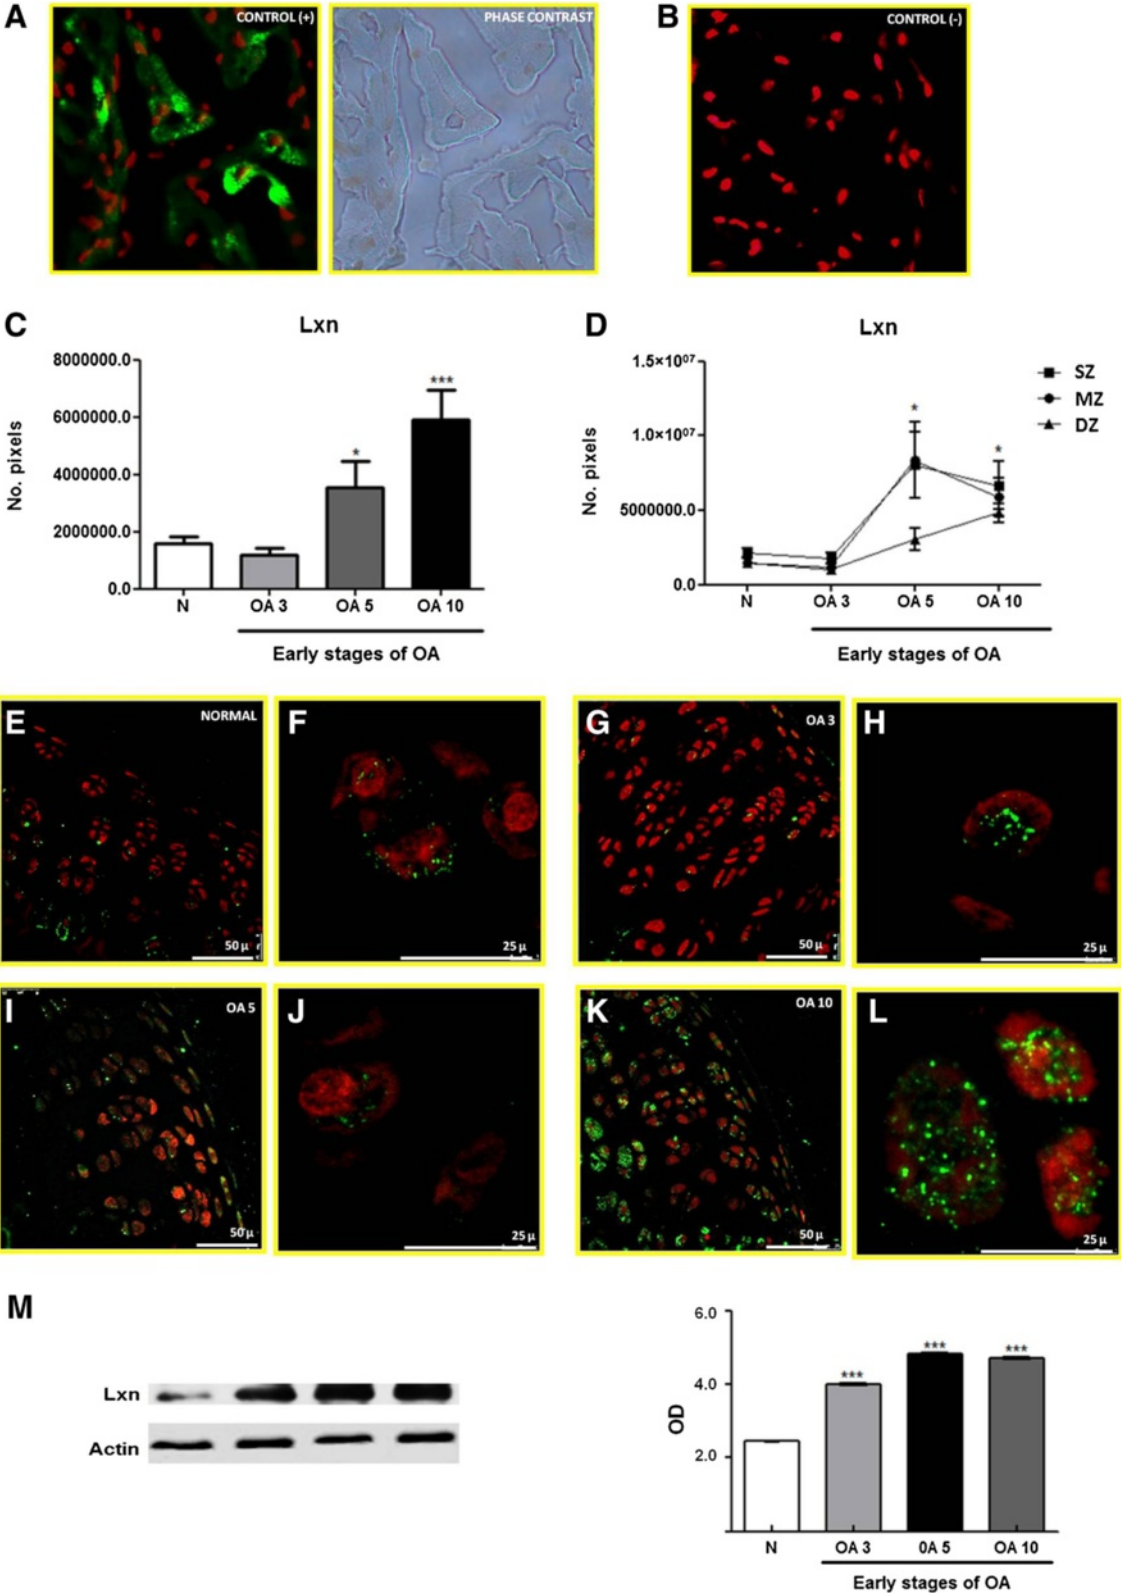 A
CONTROL (+)
PHASE CONTRAST
B
CONTROL (-)
C
Lxn
No. pixels
8000000.0
6000000.0
4000000.0
2000000.0
0.0
*
***
N OA 3 OA 5 OA 10
Early stages of OA
D
Lxn
No. pixels
1.5×10⁰⁷
1.0×10⁰⁷
5000000.0
0.0
*
*
SZ
MZ
DZ
N OA 3 OA 5 OA 10
Early stages of OA
E
NORMAL
50 µ
F
25 µ
G
OA 3
50 µ
H
25 µ
I
OA 5
50 µ
J
25 µ
K
OA 10
50 µ
L
25 µ
M
Lxn
Actin
OD
6.0
4.0
2.0
***
***
***
N OA 3 0A 5 OA 10
Early stages of OA